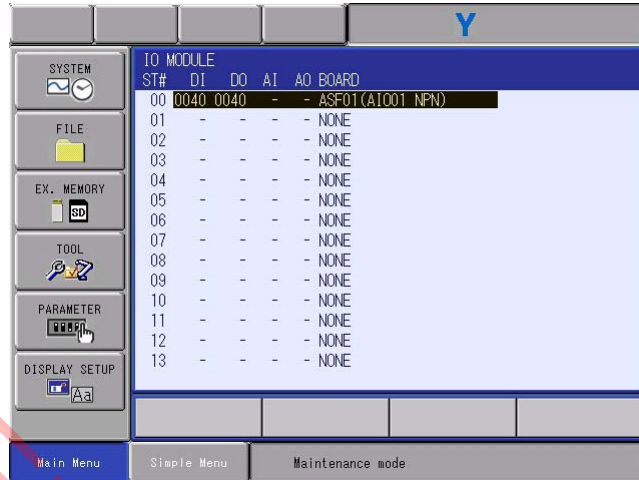 Y
SYSTEM
FILE
EX. MEMORY
SD
TOOL
PARAMETER
DISPLAY SETUP
Aa
IO MODULE
ST# DI DO AI AO BOARD
00 0040 0040 - - ASF01(AIO01 NPN)
01 - - - - NONE
02 - - - - NONE
03 - - - - NONE
04 - - - - NONE
05 - - - - NONE
06 - - - - NONE
07 - - - - NONE
08 - - - - NONE
09 - - - - NONE
10 - - - - NONE
11 - - - - NONE
12 - - - - NONE
13 - - - - NONE
Main Menu Simple Menu Maintenance mode